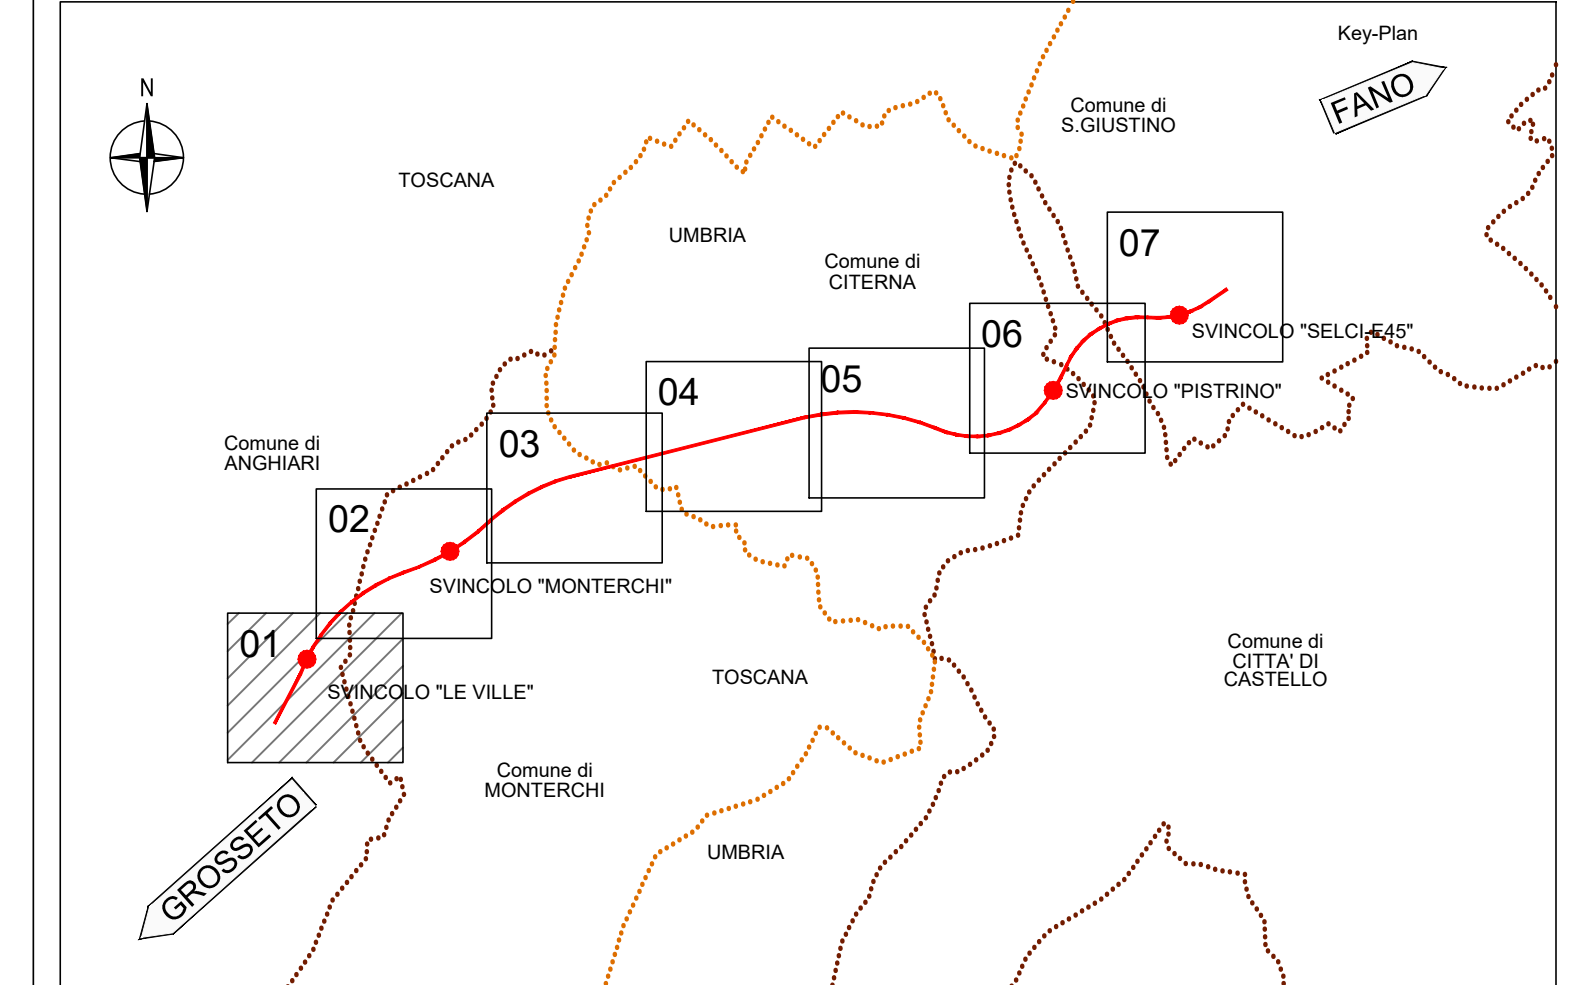 Key-Plan
N
FANO
Comune di
S.GIUSTINO
TOSCANA
UMBRIA
Comune di
CITERNA
07
SVINCOLO "SELCI-E45"
06
SVINCOLO "PISTRINO"
05
04
03
Comune di
ANGHIARI
02
SVINCOLO "MONTERCHI"
01
SVINCOLO "LE VILLE"
TOSCANA
Comune di
CITTA' DI
CASTELLO
Comune di
MONTERCHI
GROSSETO
UMBRIA